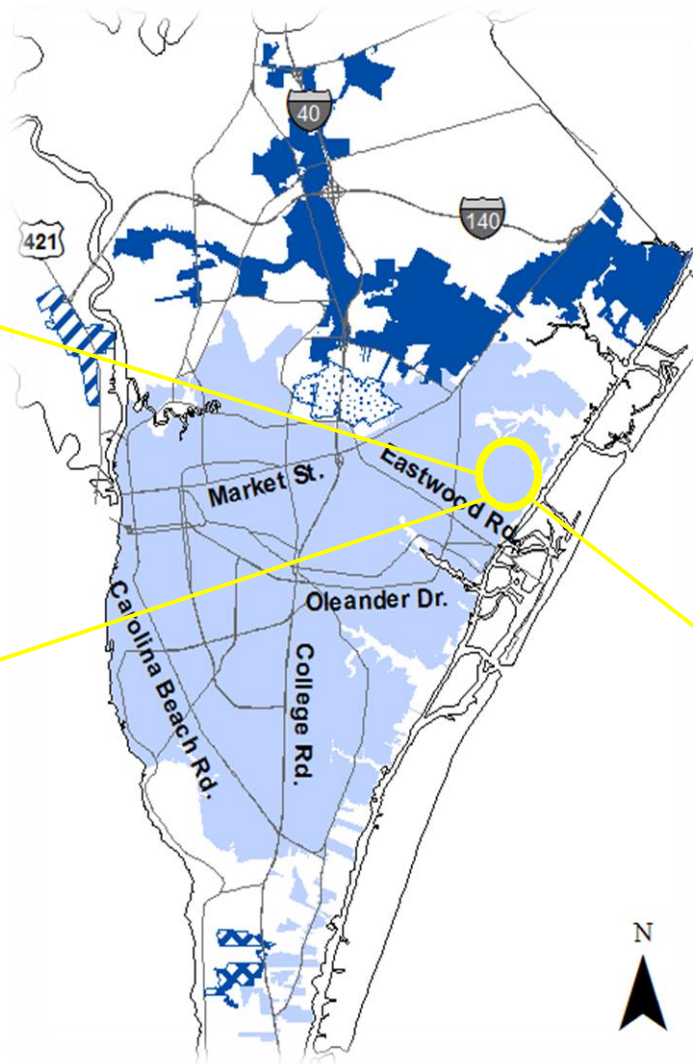 40
140
421
Market St.
Eastwood Rd.
Oleander Dr.
Carolina Beach Rd.
College Rd.
N